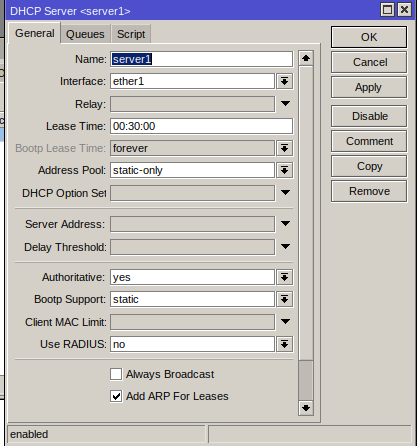 DHCP Server <server1>
General Queues Script
Name: server1
Interface: ether1
Relay:
Lease Time: 00:30:00
Bootp Lease Time: forever
Address Pool: static-only
DHCP Option Set
Server Address:
Delay Threshold:
Authoritative: yes
Bootp Support: static
Client MAC Limit:
Use RADIUS: no
Always Broadcast
Add ARP For Leases
OK
Cancel
Apply
Disable
Comment
Copy
Remove
enabled